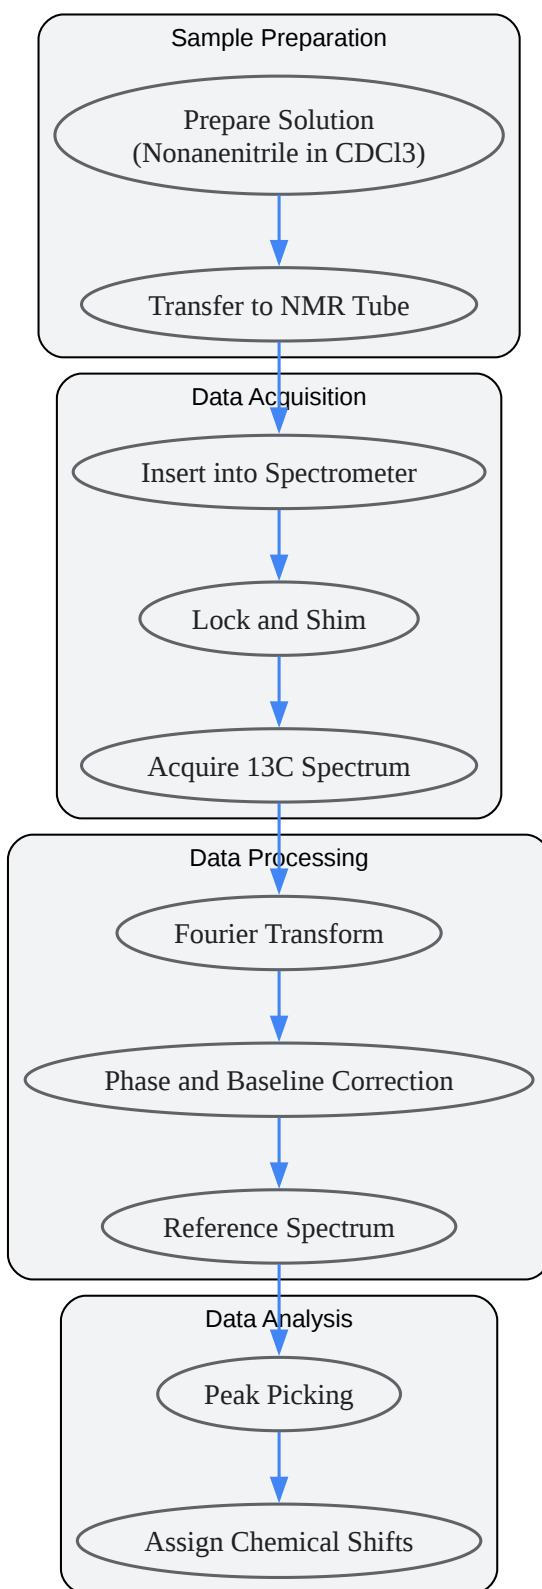 Sample Preparation
Prepare Solution
(Nonanenitrile in CDCl3)
Transfer to NMR Tube
Data Acquisition
Insert into Spectrometer
Lock and Shim
Acquire 13C Spectrum
Data Processing
Fourier Transform
Phase and Baseline Correction
Reference Spectrum
Data Analysis
Peak Picking
Assign Chemical Shifts